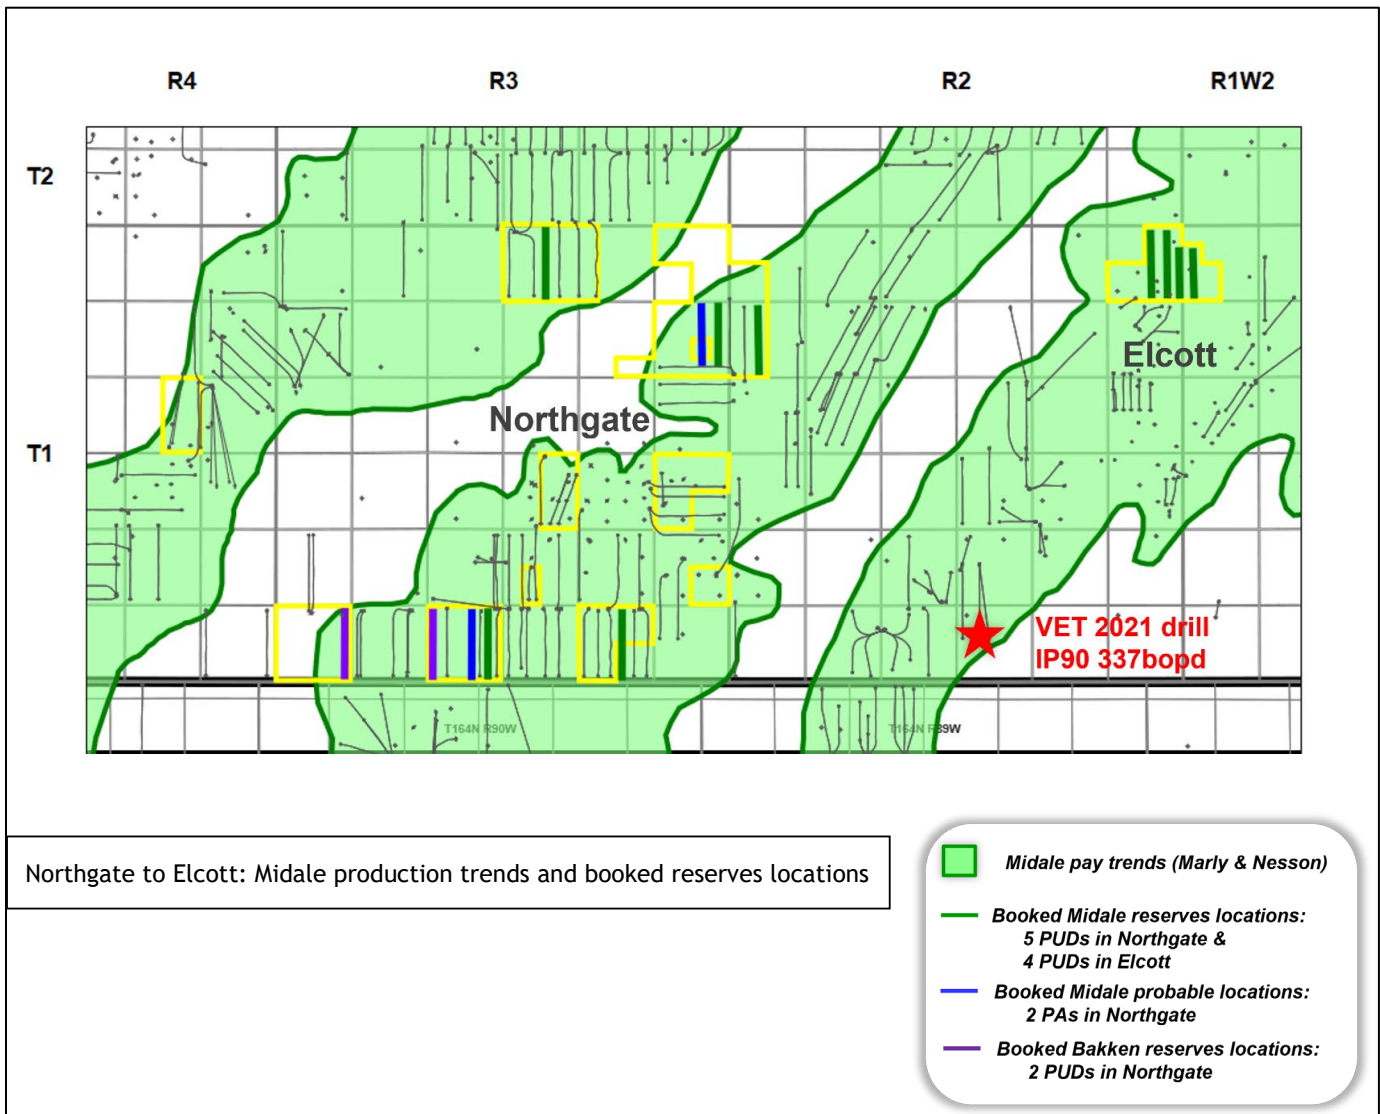 R4
R3
R2
R1W2
T2
Elcott
Northgate
T1
VET 2021 drill
IP90 337bopd
T164N R90W
T164N R89W
Northgate to Elcott: Midale production trends and booked reserves locations
Midale pay trends (Marly & Nesson)
Booked Midale reserves locations:
5 PUDs in Northgate &
4 PUDs in Elcott
Booked Midale probable locations:
2 PAs in Northgate
Booked Bakken reserves locations:
2 PUDs in Northgate